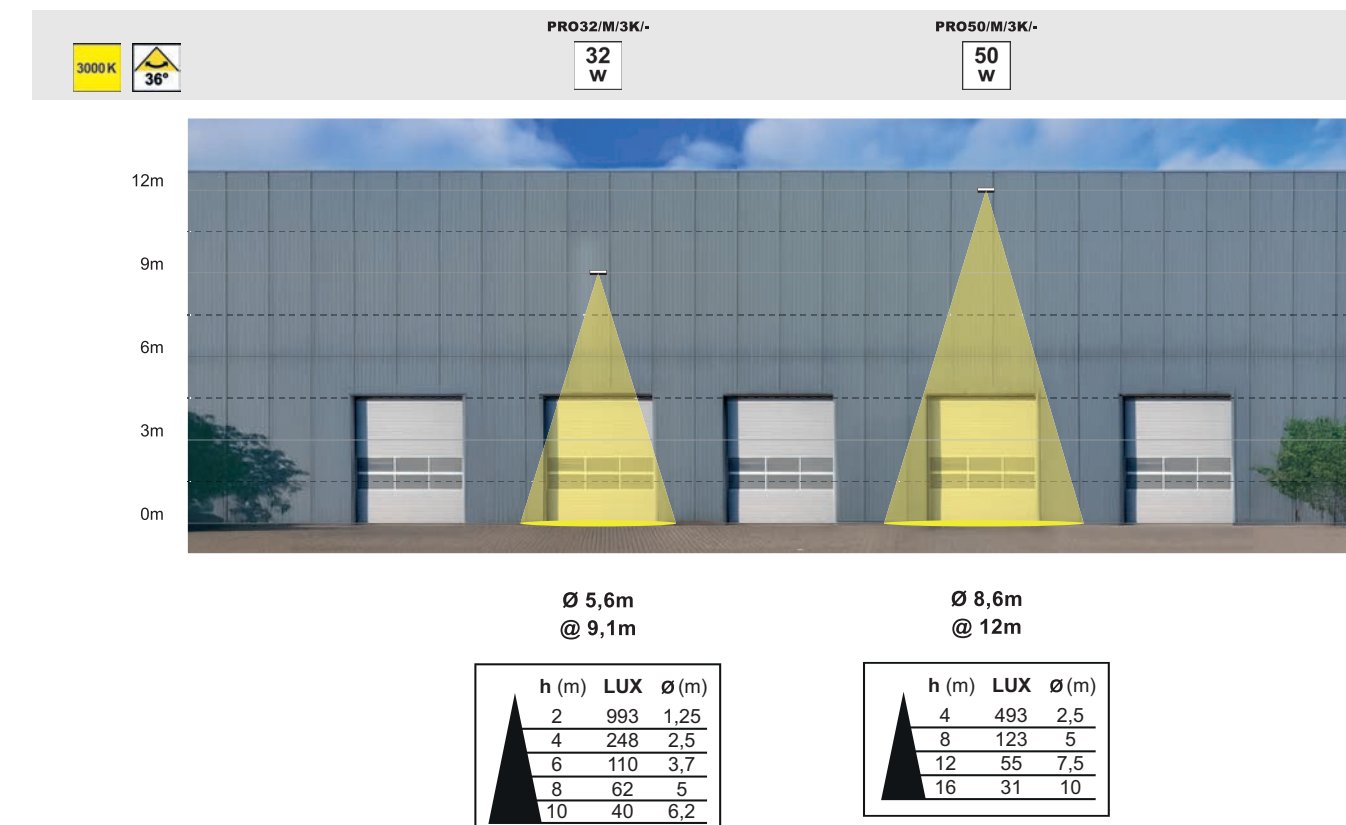 PRO32/M/3K/-
PRO50/M/3K/-
3000K
36°
32
W
50
W
12m
9m
6m
3m
0m
Ø 5,6m
@ 9,1m
Ø 8,6m
@ 12m
h (m) LUX Ø (m)
2 993 1,25
4 248 2,5
6 110 3,7
8 62 5
10 40 6,2
h (m) LUX Ø (m)
4 493 2,5
8 123 5
12 55 7,5
16 31 10